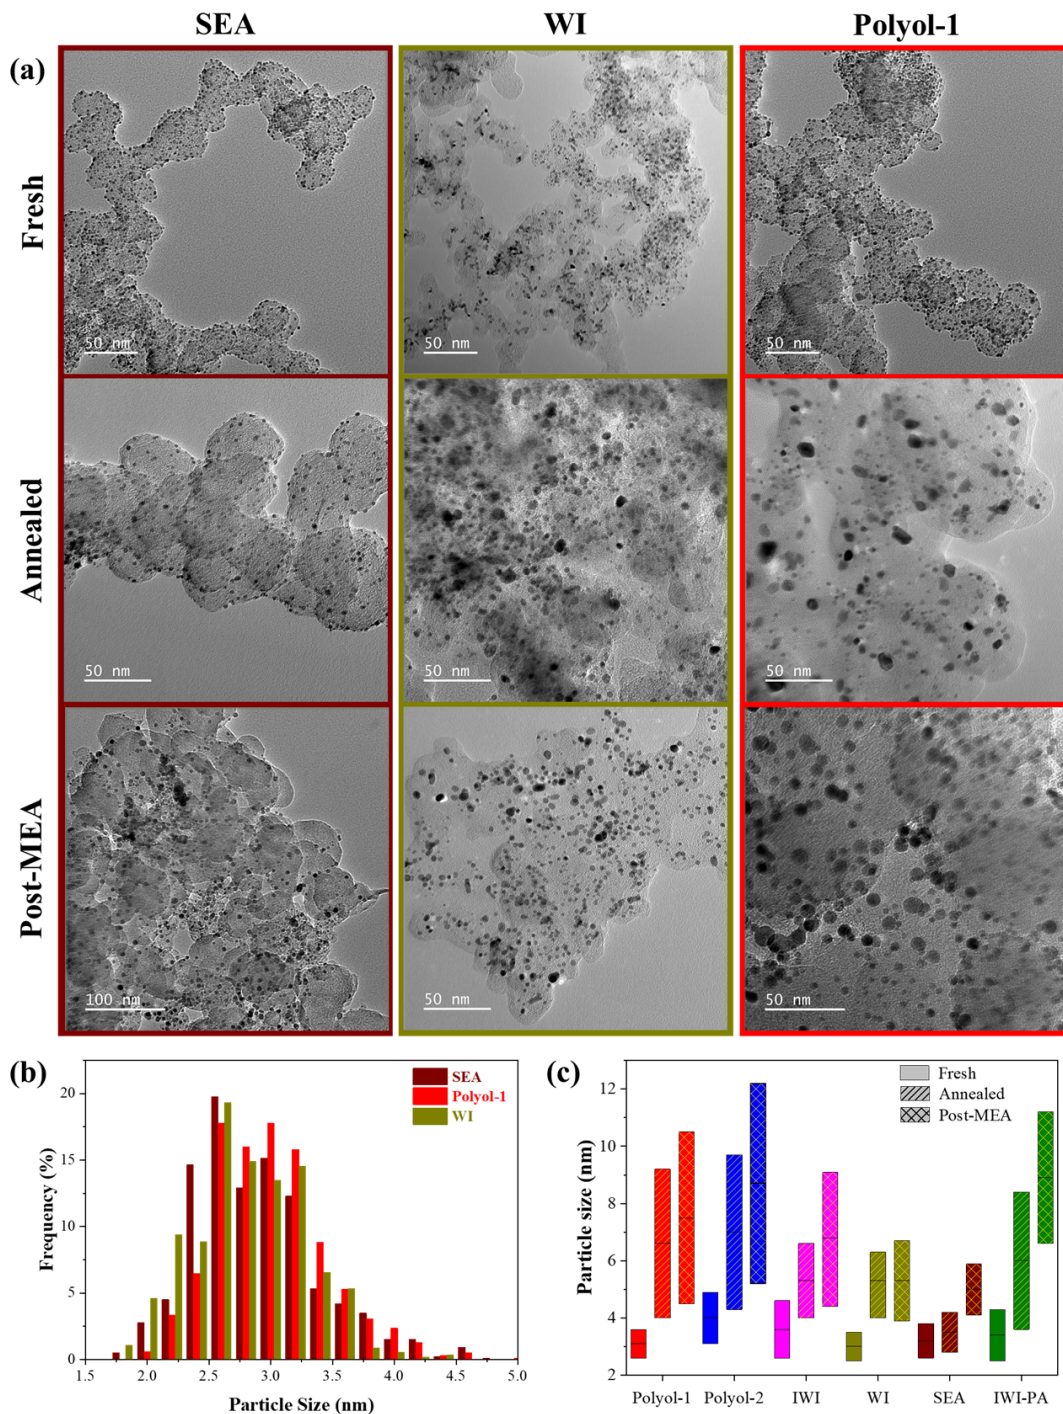 SEA WI Polyol-1
(a)
Fresh
50 nm 50 nm 50 nm
Annealed
50 nm 50 nm 50 nm
Post-MEA
100 nm 50 nm 50 nm
(b)
SEA
Polyol-1
WI
Frequency (%)
20
15
10
5
0
1.5 2.0 2.5 3.0 3.5 4.0 4.5 5.0
Particle Size (nm)
(c)
Fresh
Annealed
Post-MEA
Particle size (nm)
12
10
8
6
4
2
Polyol-1 Polyol-2 IWI WI SEA IWI-PA